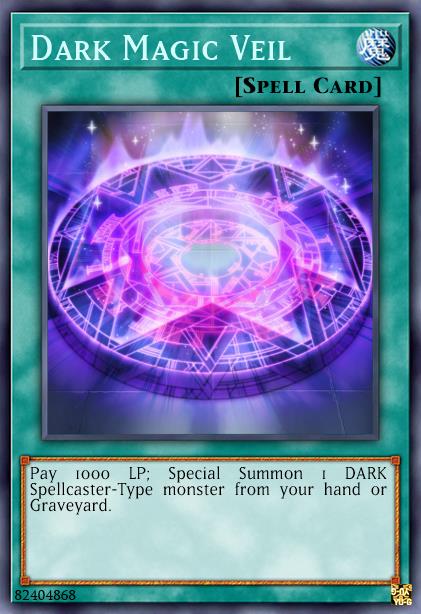 Dark Magic Veil
魔
[Spell Card]
Pay 1000 LP; Special Summon 1 DARK
Spellcaster-Type monster from your hand or
Graveyard.
82404868